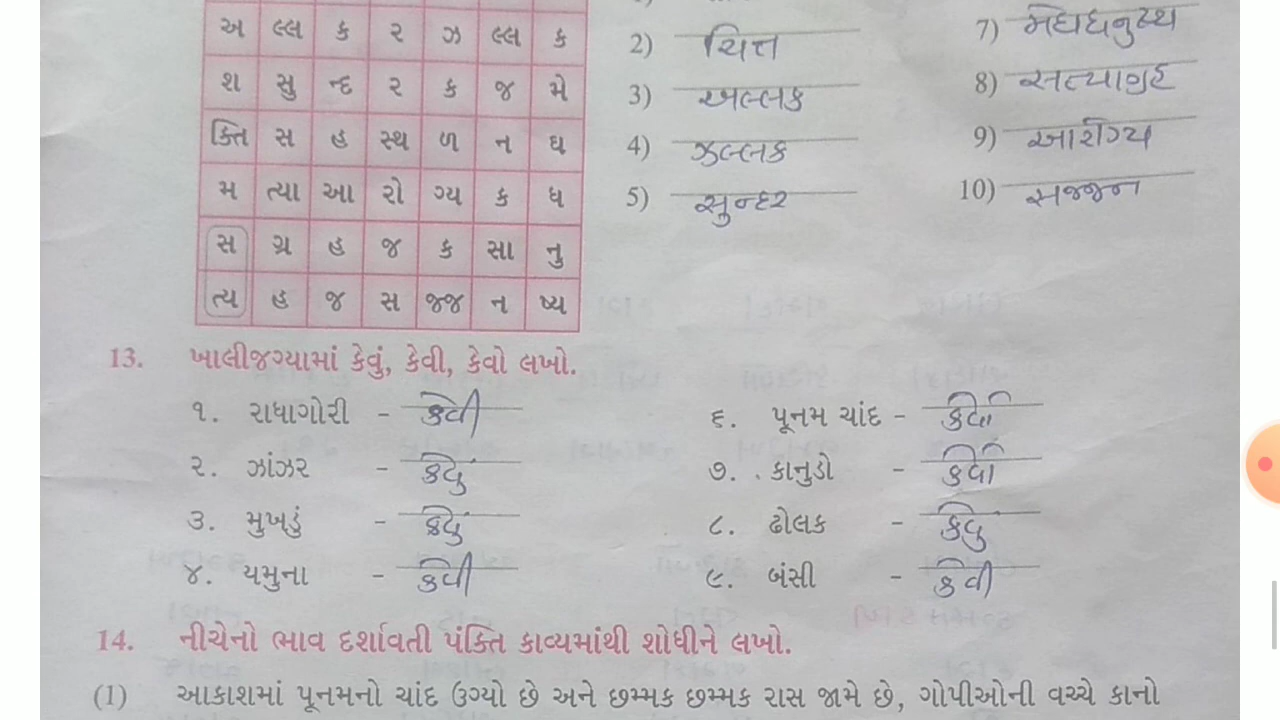 અ લ્લ ક ર ઝ લ્લ ક
શ સુ ન્દ ર ક જ મે
ક્તિ સ હ સ્થ ળ ન ઘ
મ ત્યા આ રો ગ્ય ક ધ
સ ગ્ર હ જ ક સા નુ
ત્ય હ જ સ જ્જ ન ષ્ય
2) ચિત્ત
3) અલ્લક
4) ઝલ્લક
5) સુન્દર
7) મેઘધનુષ્ય
8) સત્યાગ્રહ
9) આરોગ્ય
10) સજ્જન
13. ખાલીજગ્યામાં કેવું, કેવી, કેવો લખો.
૧. રાધાગોરી - કેવી
૨. ઝાંઝર - કેવું
૩. મુખડું - કેવું
૪. યમુના - કેવી
૬. પૂનમ ચાંદ - કેવો
૭. કાનુડો - કેવો
૮. ઢોલક - કેવું
૯. બંસી - કેવી
14. નીચેનો ભાવ દર્શાવતી પંક્તિ કાવ્યમાંથી શોધીને લખો.
(1) આકાશમાં પૂનમનો ચાંદ ઉગ્યો છે અને છમ્મક છમ્મક રાસ જામે છે, ગોપીઓની વચ્ચે કાનો